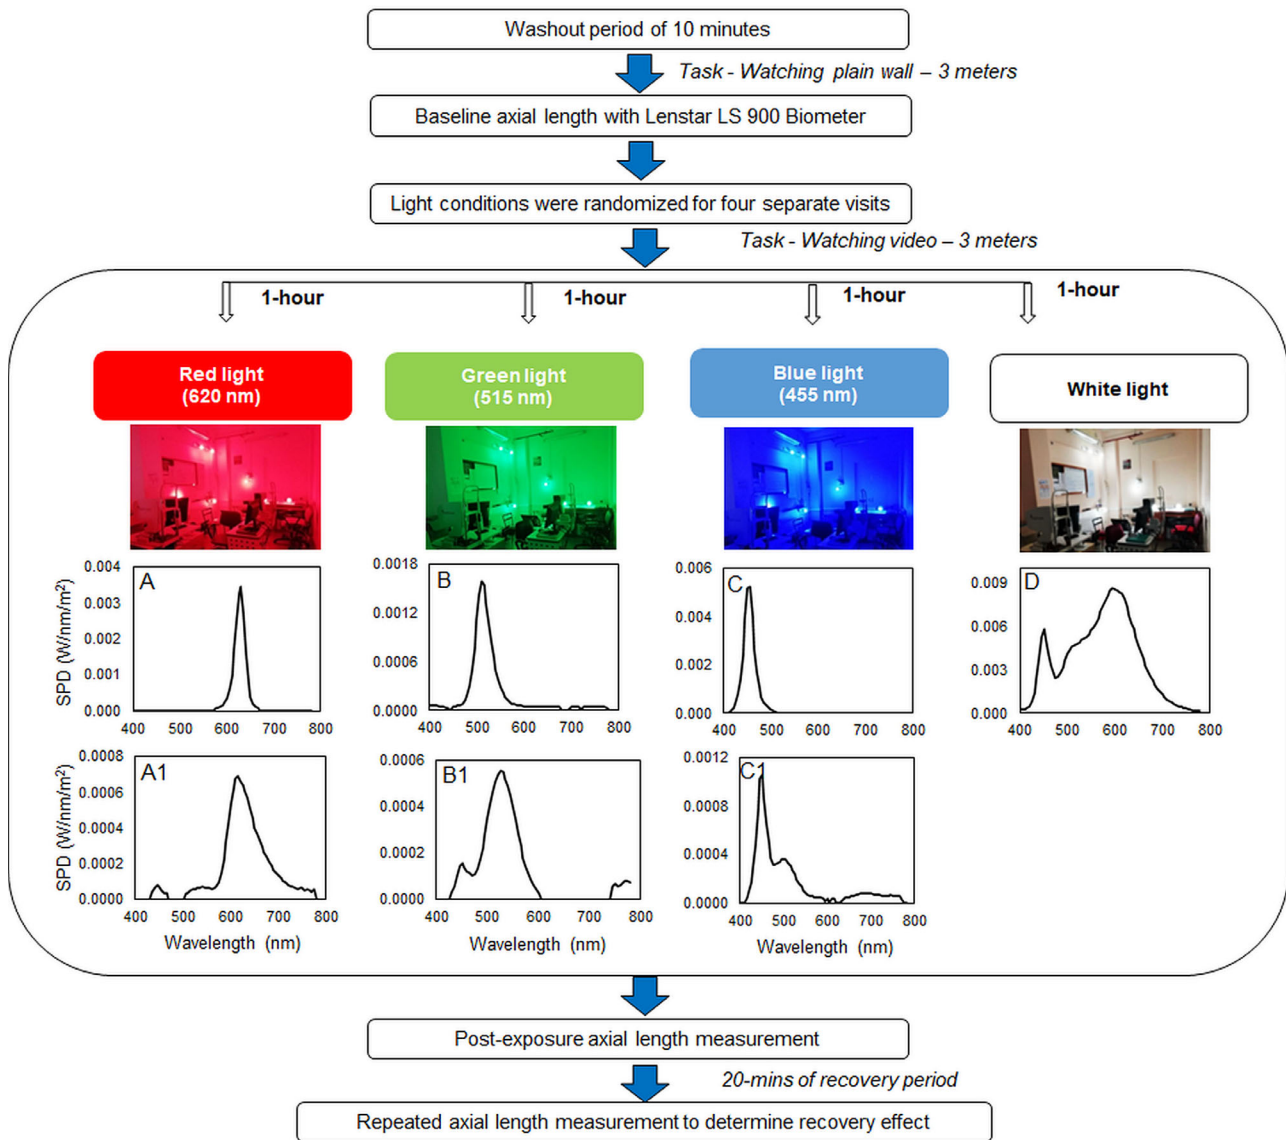 Washout period of 10 minutes
Task - Watching plain wall – 3 meters
Baseline axial length with Lenstar LS 900 Biometer
Light conditions were randomized for four separate visits
Task - Watching video – 3 meters
1-hour
1-hour
1-hour
1-hour
Red light
(620 nm)
Green light
(515 nm)
Blue light
(455 nm)
White light
SPD (W/nm/m²)
A
0.004
0.003
0.002
0.001
0.000
400 500 600 700 800
B
0.0018
0.0012
0.0006
0.0000
400 500 600 700 800
C
0.006
0.004
0.002
0.000
400 500 600 700 800
D
0.009
0.006
0.003
0.000
400 500 600 700 800
SPD (W/nm/m²)
A1
0.0008
0.0006
0.0004
0.0002
0.0000
400 500 600 700 800
Wavelength (nm)
B1
0.0006
0.0004
0.0002
0.0000
400 500 600 700 800
C1
0.0012
0.0008
0.0004
0.0000
400 500 600 700 800
Wavelength (nm)
Post-exposure axial length measurement
20-mins of recovery period
Repeated axial length measurement to determine recovery effect